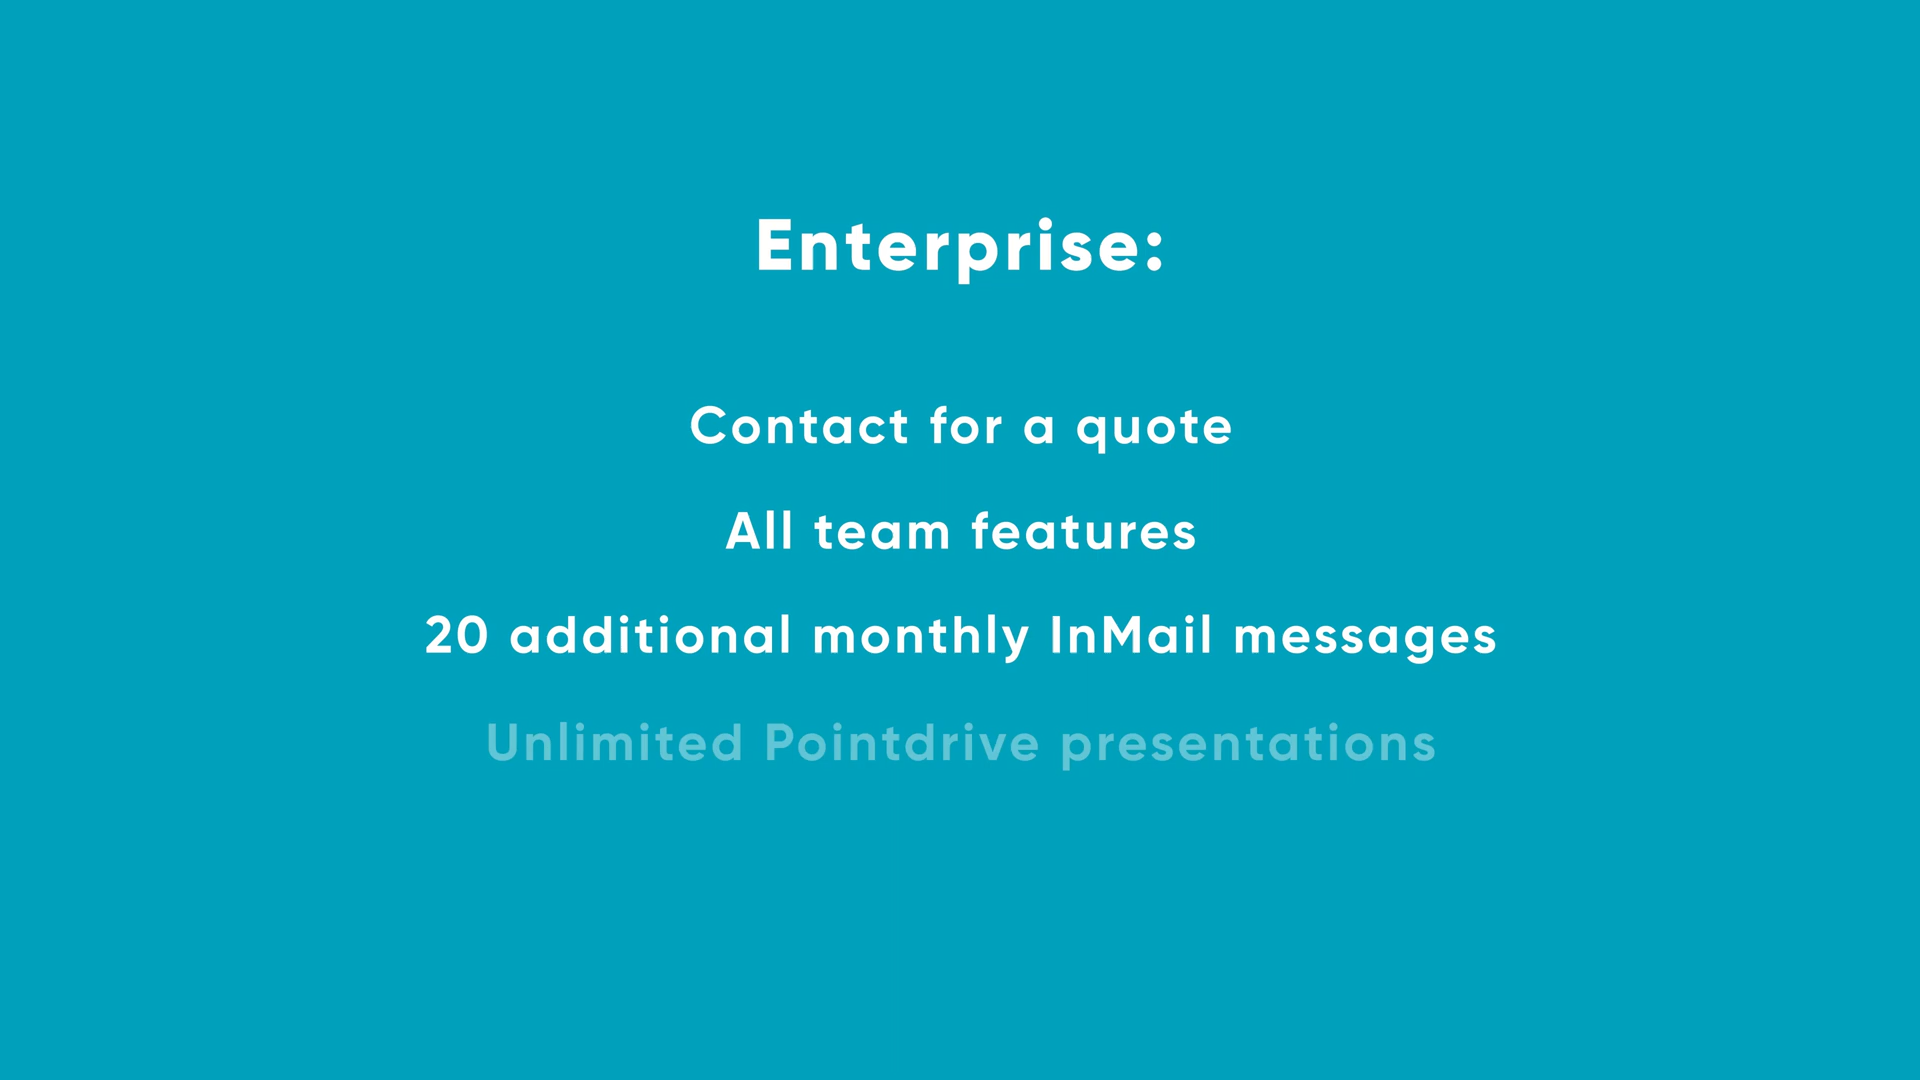 Enterprise:
Contact for a quote
All team features
20 additional monthly InMail messages
Unlimited Pointdrive presentations